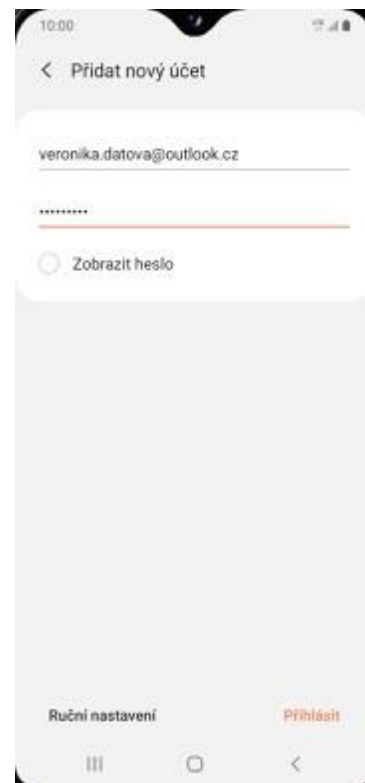 10:00
Přidat nový účet
veronika.datova@outlook.cz
•••••••••
Zobrazit heslo
Ruční nastavení
Přihlásit